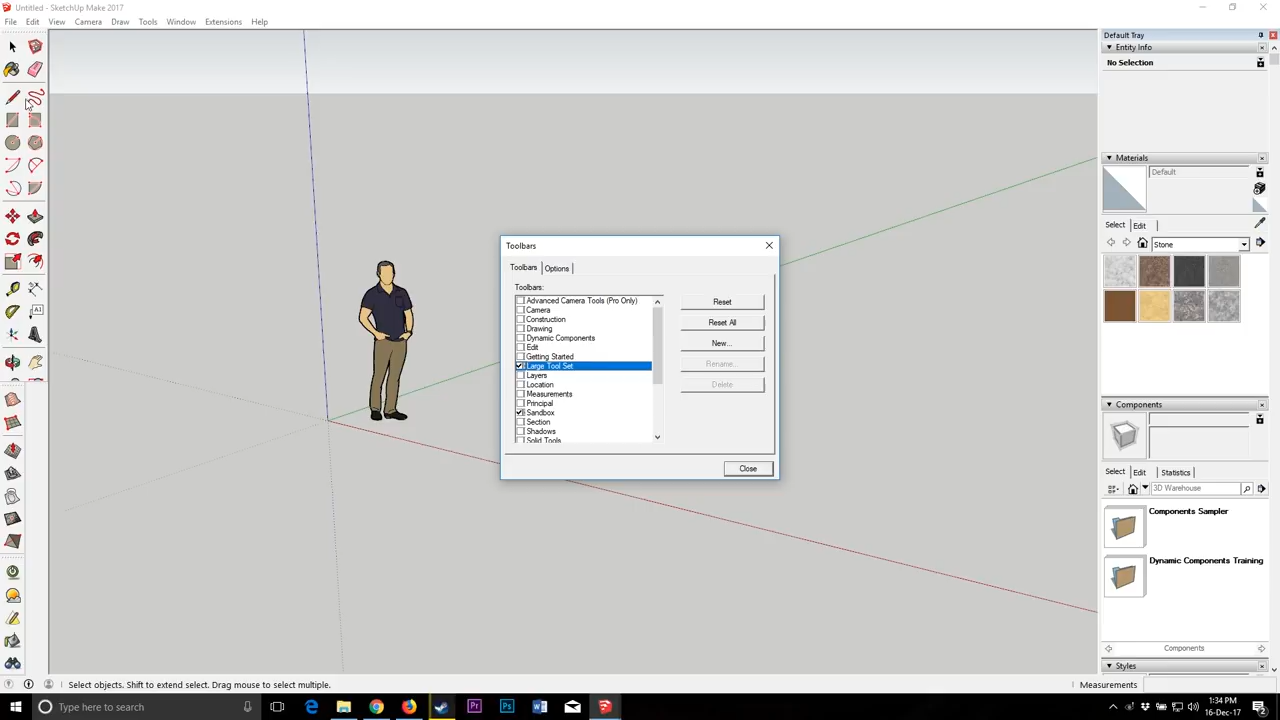 Untitled - SketchUp Make 2017
File Edit View Camera Draw Tools Window Extensions Help
Default Tray
Entity Info
No Selection
Materials
Default
Select Edit
Stone
Components
Select Edit Statistics
3D Warehouse
Components Sampler
Dynamic Components Training
Components
Styles
A1
Toolbars
Toolbars Options
Toolbars:
Advanced Camera Tools (Pro Only)
Camera
Construction
Drawing
Dynamic Components
Edit
Getting Started
Large Tool Set
Layers
Location
Measurements
Principal
Sandbox
Section
Shadows
Solid Tools
Reset
Reset All
New...
Rename...
Delete
Close
Select objects. Shift to extend select. Drag mouse to select multiple.
Measurements
Type here to search
Pr
Ps
1:34 PM
16-Dec-17